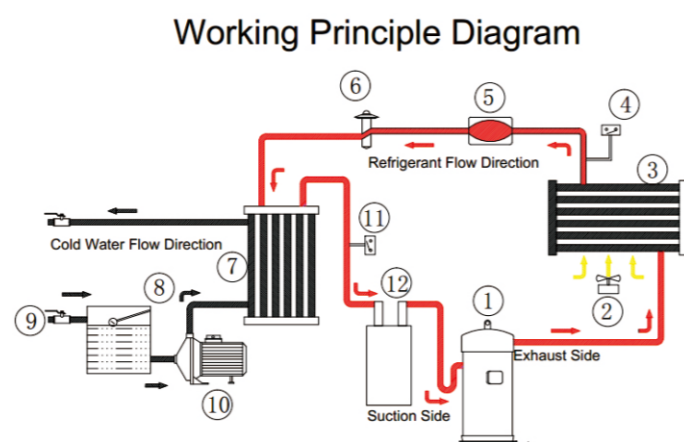 Working Principle Diagram
6
5
4
Refrigerant Flow Direction
3
11
Cold Water Flow Direction
7
8
12
1
2
9
Exhaust Side
10
Suction Side